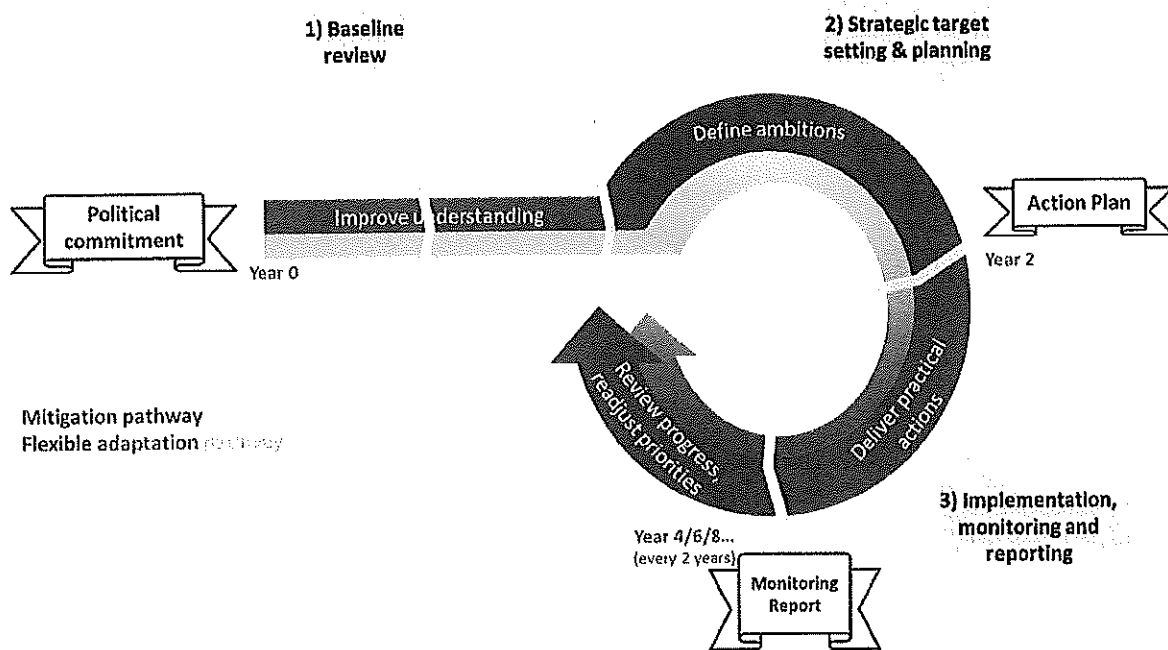 1) Baseline
review
2) Strategic target
setting & planning
Define ambitions
Political
commitment
Improve understanding
Action Plan
Year 0
Year 2
Review progress,
readjust priorities
Deliver practical
actions
Mitigation pathway
Flexible adaptation pathway
3) Implementation,
monitoring and
reporting
Year 4/6/8...
(every 2 years)
Monitoring
Report